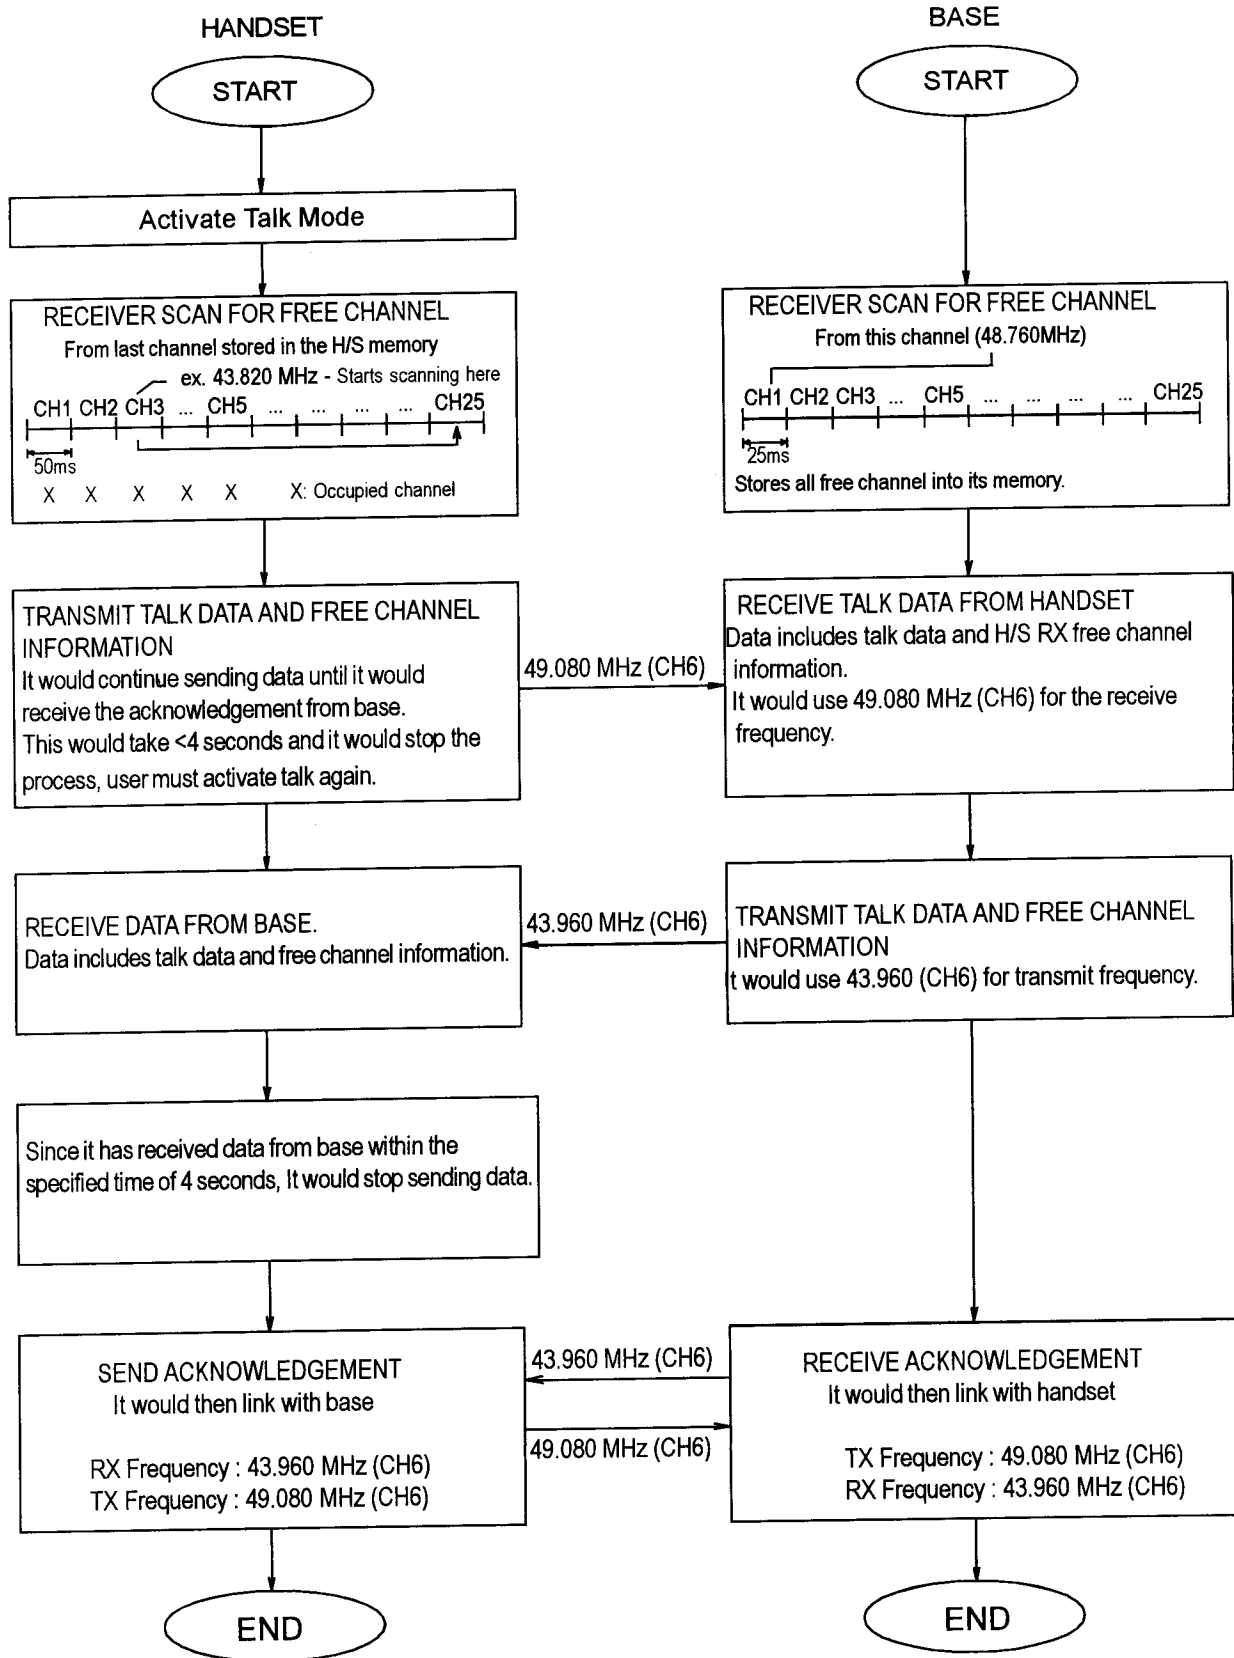 HANDSET
START
Activate Talk Mode
RECEIVER SCAN FOR FREE CHANNEL
From last channel stored in the H/S memory
ex. 43.820 MHz - Starts scanning here
CH1 CH2 CH3 ... CH5 ... ... ... ... CH25
50ms
X X X X X X: Occupied channel
TRANSMIT TALK DATA AND FREE CHANNEL
INFORMATION
It would continue sending data until it would
receive the acknowledgement from base.
This would take <4 seconds and it would stop the
process, user must activate talk again.
49.080 MHz (CH6)
RECEIVE DATA FROM BASE.
Data includes talk data and free channel information.
43.960 MHz (CH6)
Since it has received data from base within the
specified time of 4 seconds, It would stop sending data.
SEND ACKNOWLEDGEMENT
It would then link with base
RX Frequency : 43.960 MHz (CH6)
TX Frequency : 49.080 MHz (CH6)
43.960 MHz (CH6)
49.080 MHz (CH6)
END
BASE
START
RECEIVER SCAN FOR FREE CHANNEL
From this channel (48.760MHz)
CH1 CH2 CH3 ... CH5 ... ... ... ... CH25
25ms
Stores all free channel into its memory.
RECEIVE TALK DATA FROM HANDSET
Data includes talk data and H/S RX free channel
information.
It would use 49.080 MHz (CH6) for the receive
frequency.
TRANSMIT TALK DATA AND FREE CHANNEL
INFORMATION
It would use 43.960 (CH6) for transmit frequency.
RECEIVE ACKNOWLEDGEMENT
It would then link with handset
TX Frequency : 49.080 MHz (CH6)
RX Frequency : 43.960 MHz (CH6)
END